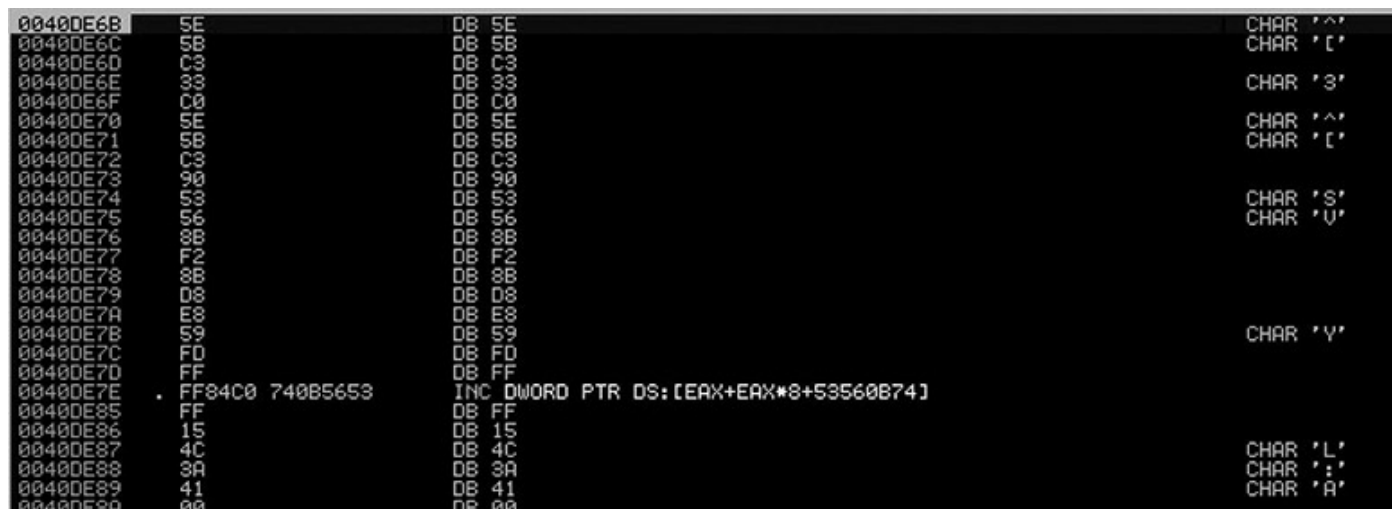 0040DE6B 5E DB 5E CHAR '^'
0040DE6C 5B DB 5B CHAR '['
0040DE6D C3 DB C3
0040DE6E 33 DB 33 CHAR '3'
0040DE6F C0 DB C0
0040DE70 5E DB 5E CHAR '^'
0040DE71 5B DB 5B CHAR '['
0040DE72 C3 DB C3
0040DE73 90 DB 90
0040DE74 53 DB 53 CHAR 'S'
0040DE75 56 DB 56 CHAR 'V'
0040DE76 8B DB 8B
0040DE77 F2 DB F2
0040DE78 8B DB 8B
0040DE79 D8 DB D8
0040DE7A E8 DB E8
0040DE7B 59 DB 59 CHAR 'Y'
0040DE7C FD DB FD
0040DE7D FF DB FF
0040DE7E . FF84C0 740B5653 INC DWORD PTR DS:[EAX+EAX*8+53560B74]
0040DE85 FF DB FF
0040DE86 15 DB 15
0040DE87 4C DB 4C CHAR 'L'
0040DE88 3A DB 3A CHAR ':'
0040DE89 41 DB 41 CHAR 'A'
0040DE8A 00 DB 00